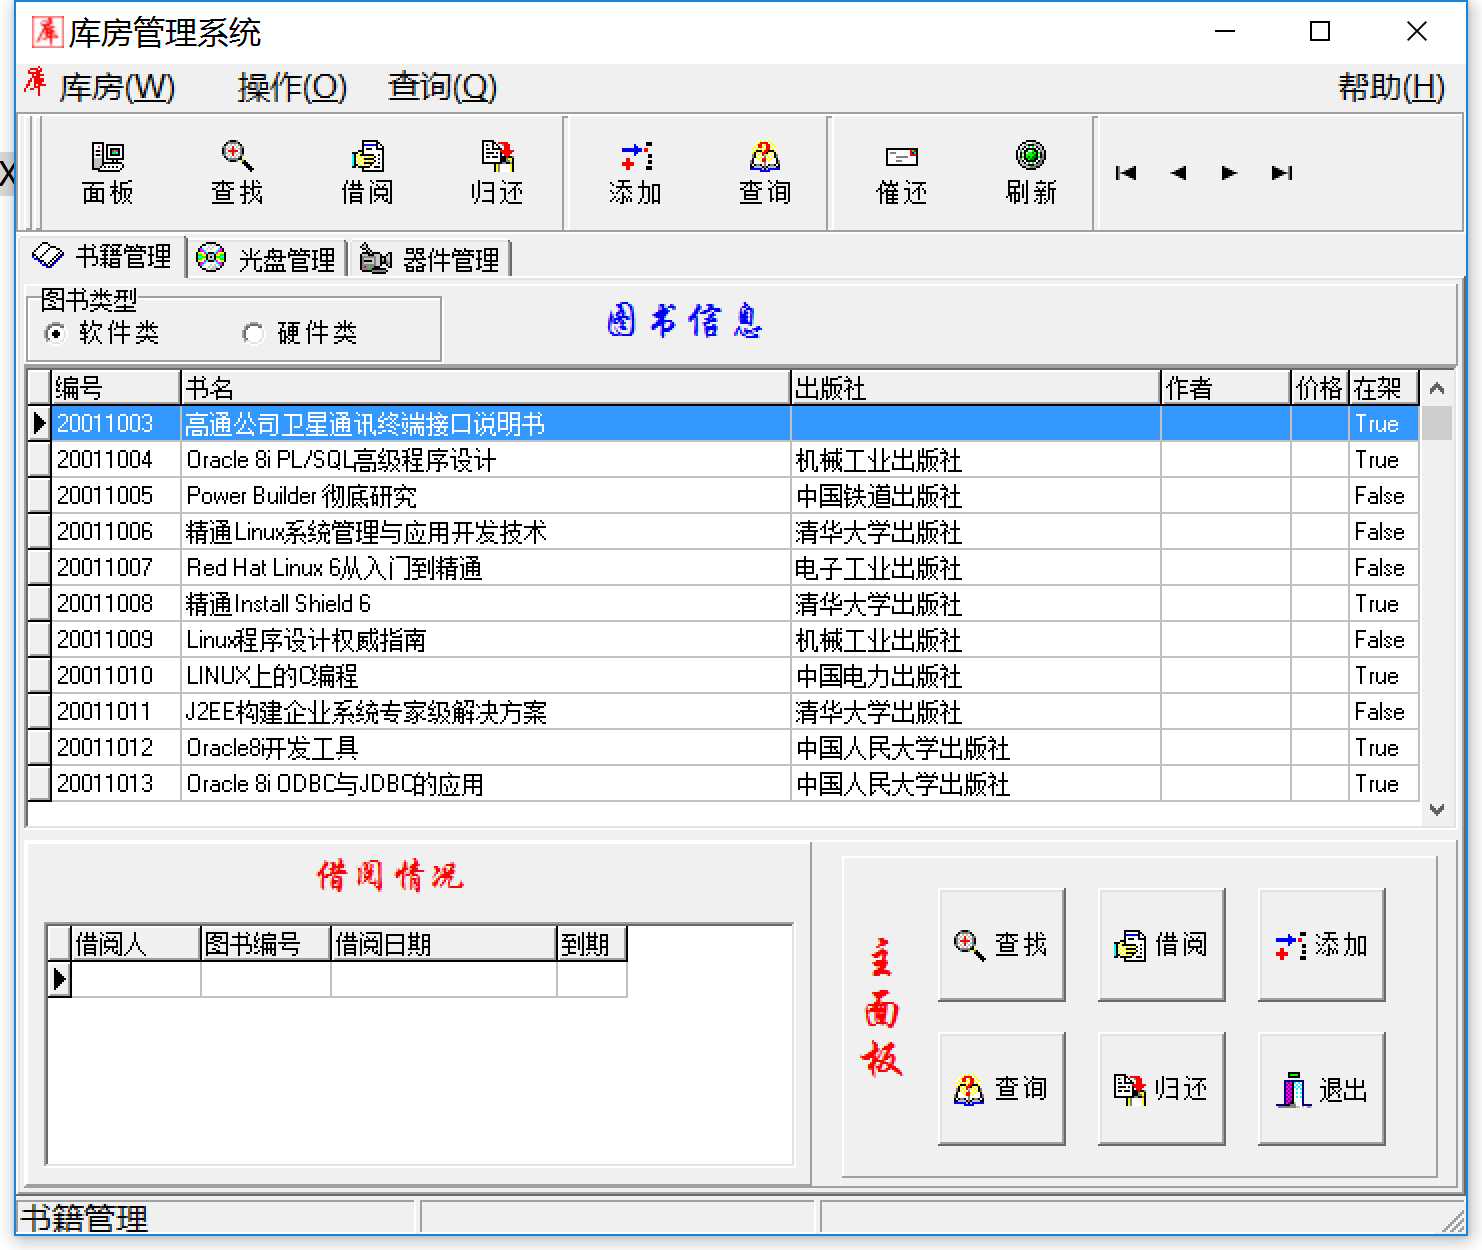 库房管理系统
库房(W) 操作(O) 查询(Q) 帮助(H)
X
面板 查找 借阅 归还 添加 查询 催还 刷新
书籍管理 光盘管理 器件管理
图书类型
软件类 硬件类
图书信息
编号 书名 出版社 作者 价格 在架
20011003 高通公司卫星通讯终端接口说明书 True
20011004 Oracle 8i PL/SQL高级程序设计 机械工业出版社 True
20011005 Power Builder 彻底研究 中国铁道出版社 False
20011006 精通Linux系统管理与应用开发技术 清华大学出版社 False
20011007 Red Hat Linux 6从入门到精通 电子工业出版社 False
20011008 精通Install Shield 6 清华大学出版社 True
20011009 Linux程序设计权威指南 机械工业出版社 False
20011010 LINUX上的C编程 中国电力出版社 True
20011011 J2EE构建企业系统专家级解决方案 清华大学出版社 False
20011012 Oracle8i开发工具 中国人民大学出版社 True
20011013 Oracle 8i ODBC与JDBC的应用 中国人民大学出版社 True
借阅情况
借阅人 图书编号 借阅日期 到期
主面板
查找 借阅 添加
查询 归还 退出
书籍管理